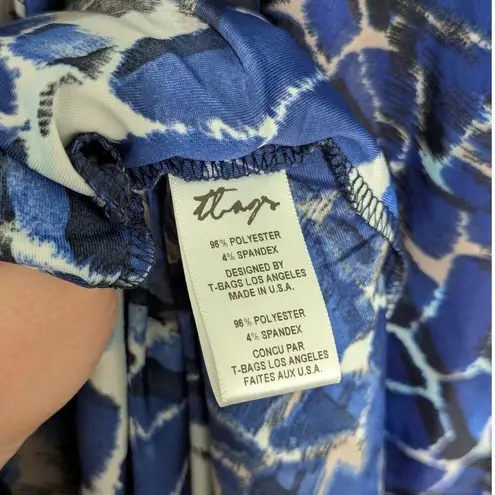 tbags
96% POLYESTER
4% SPANDEX
DESIGNED BY
T-BAGS LOS ANGELES
MADE IN U.S.A.
96% POLYESTER
4% SPANDEX
CONCU PAR
T-BAGS LOS ANGELES
FAITES AUX U.S.A.